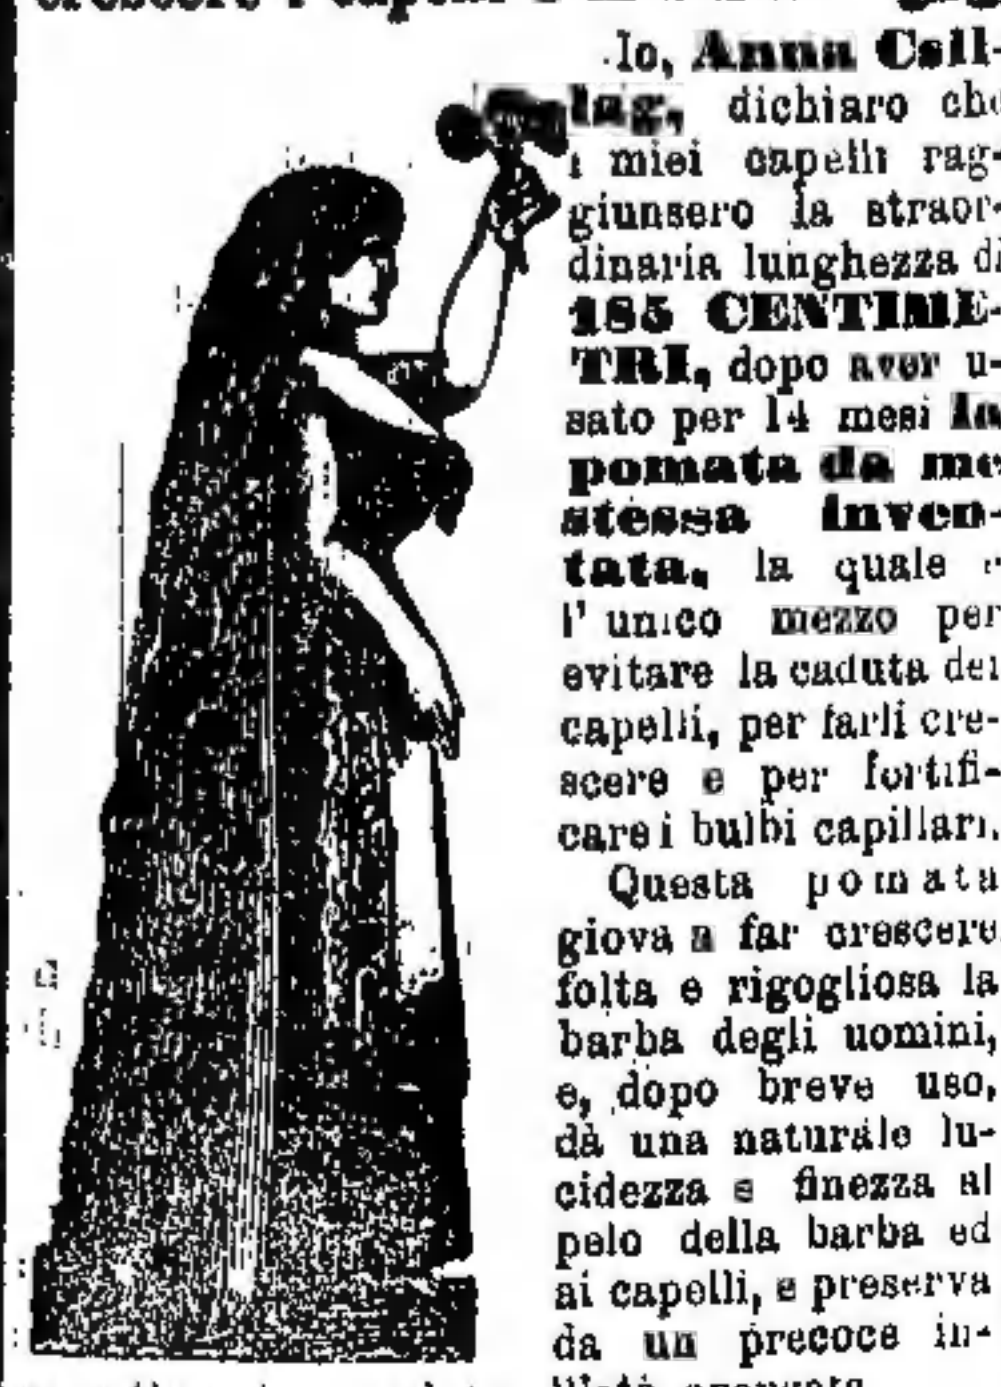 crescere i capelli
Io, Anna Csil-
lag, dichiaro che
i miei capelli rag-
giunsero la straor-
dinaria lunghezza di
185 CENTIME-
TRI, dopo aver u-
sato per 14 mesi la
pomata da me
stessa inven-
tata, la quale
l' unico mezzo per
evitare la caduta dei
capelli, per farli cre-
scere e per fortifi-
care i bulbi capillari.
Questa pomata
giova a far crescere
folta e rigogliosa la
barba degli uomini,
e, dopo breve uso,
dà una naturale lu-
cidezza e finezza al
pelo della barba ed
ai capelli, e preserva
da un precoce in-